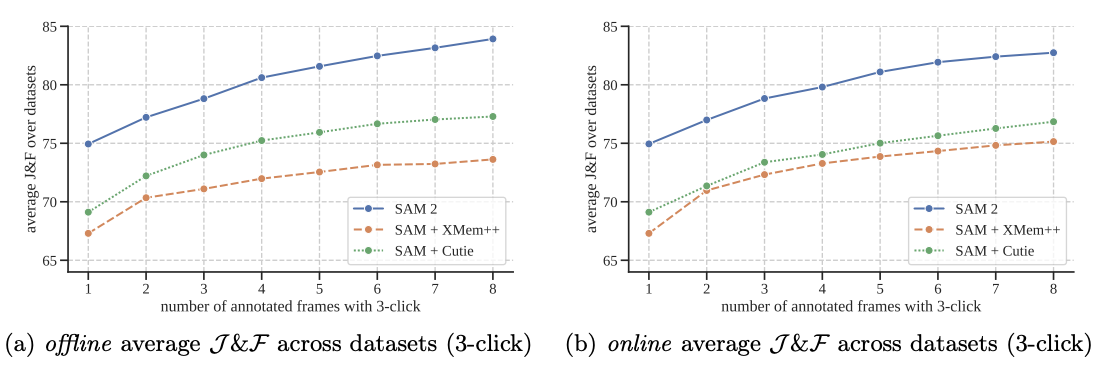 85
80
75
70
65
average J&F over datasets
SAM 2
SAM + XMem++
SAM + Cutie
1 2 3 4 5 6 7 8
number of annotated frames with 3-click
(a) offline average 𝒥&ℱ across datasets (3-click)
85
80
75
70
65
average J&F over datasets
SAM 2
SAM + XMem++
SAM + Cutie
1 2 3 4 5 6 7 8
number of annotated frames with 3-click
(b) online average 𝒥&ℱ across datasets (3-click)